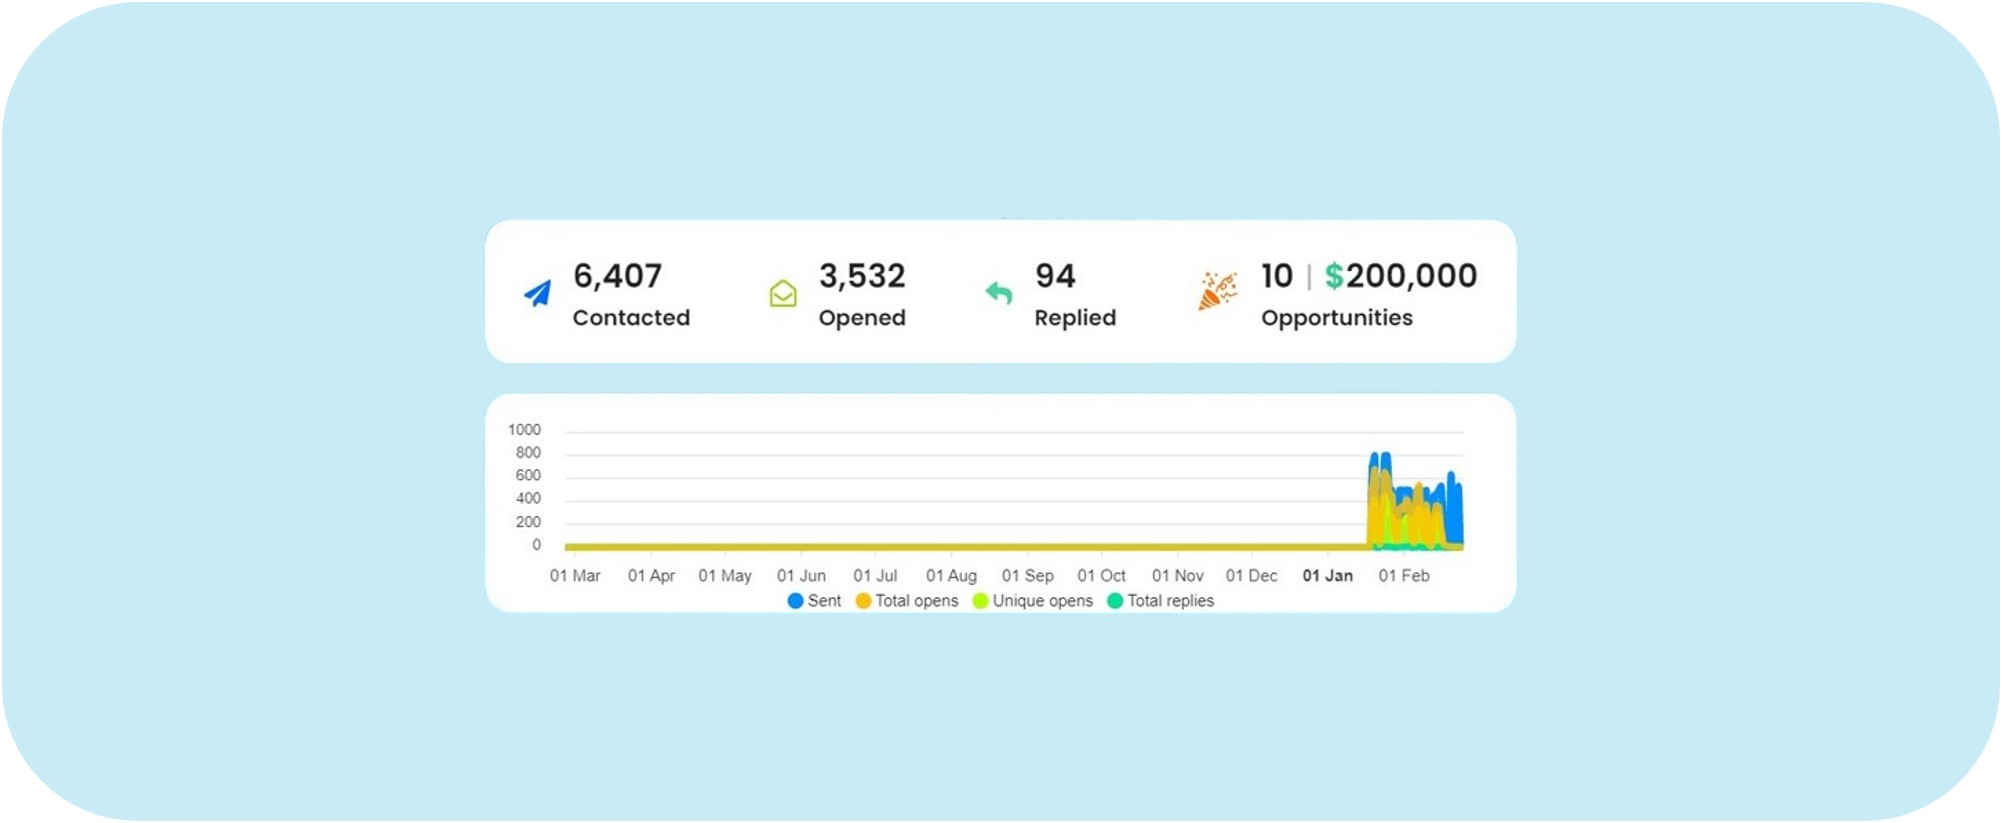 6,407 3,532 94 10 | $200,000
Contacted Opened Replied Opportunities
1000
800
600
400
200
0
01 Mar 01 Apr 01 May 01 Jun 01 Jul 01 Aug 01 Sep 01 Oct 01 Nov 01 Dec 01 Jan 01 Feb
Sent Total opens Unique opens Total replies